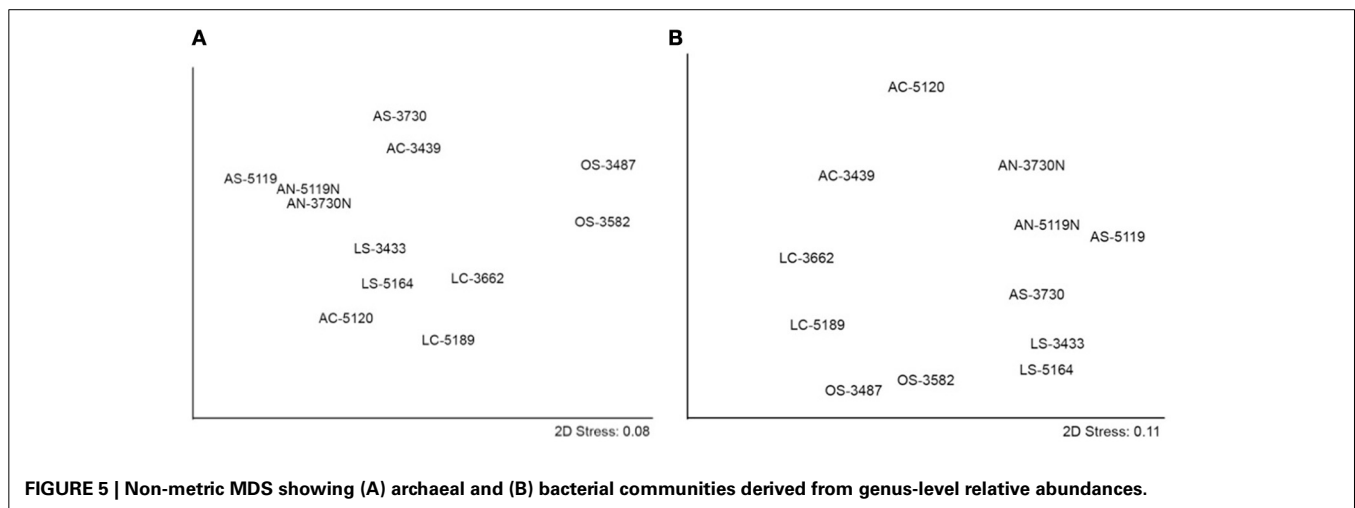 A
AS-3730
AC-3439
OS-3487
AS-5119
AN-5119N
AN-3730N
OS-3582
LS-3433
LC-3662
LS-5164
AC-5120
LC-5189
2D Stress: 0.08
B
AC-5120
AN-3730N
AC-3439
AN-5119N
AS-5119
LC-3662
AS-3730
LC-5189
LS-3433
LS-5164
OS-3582
OS-3487
2D Stress: 0.11
FIGURE 5 | Non-metric MDS showing (A) archaeal and (B) bacterial communities derived from genus-level relative abundances.